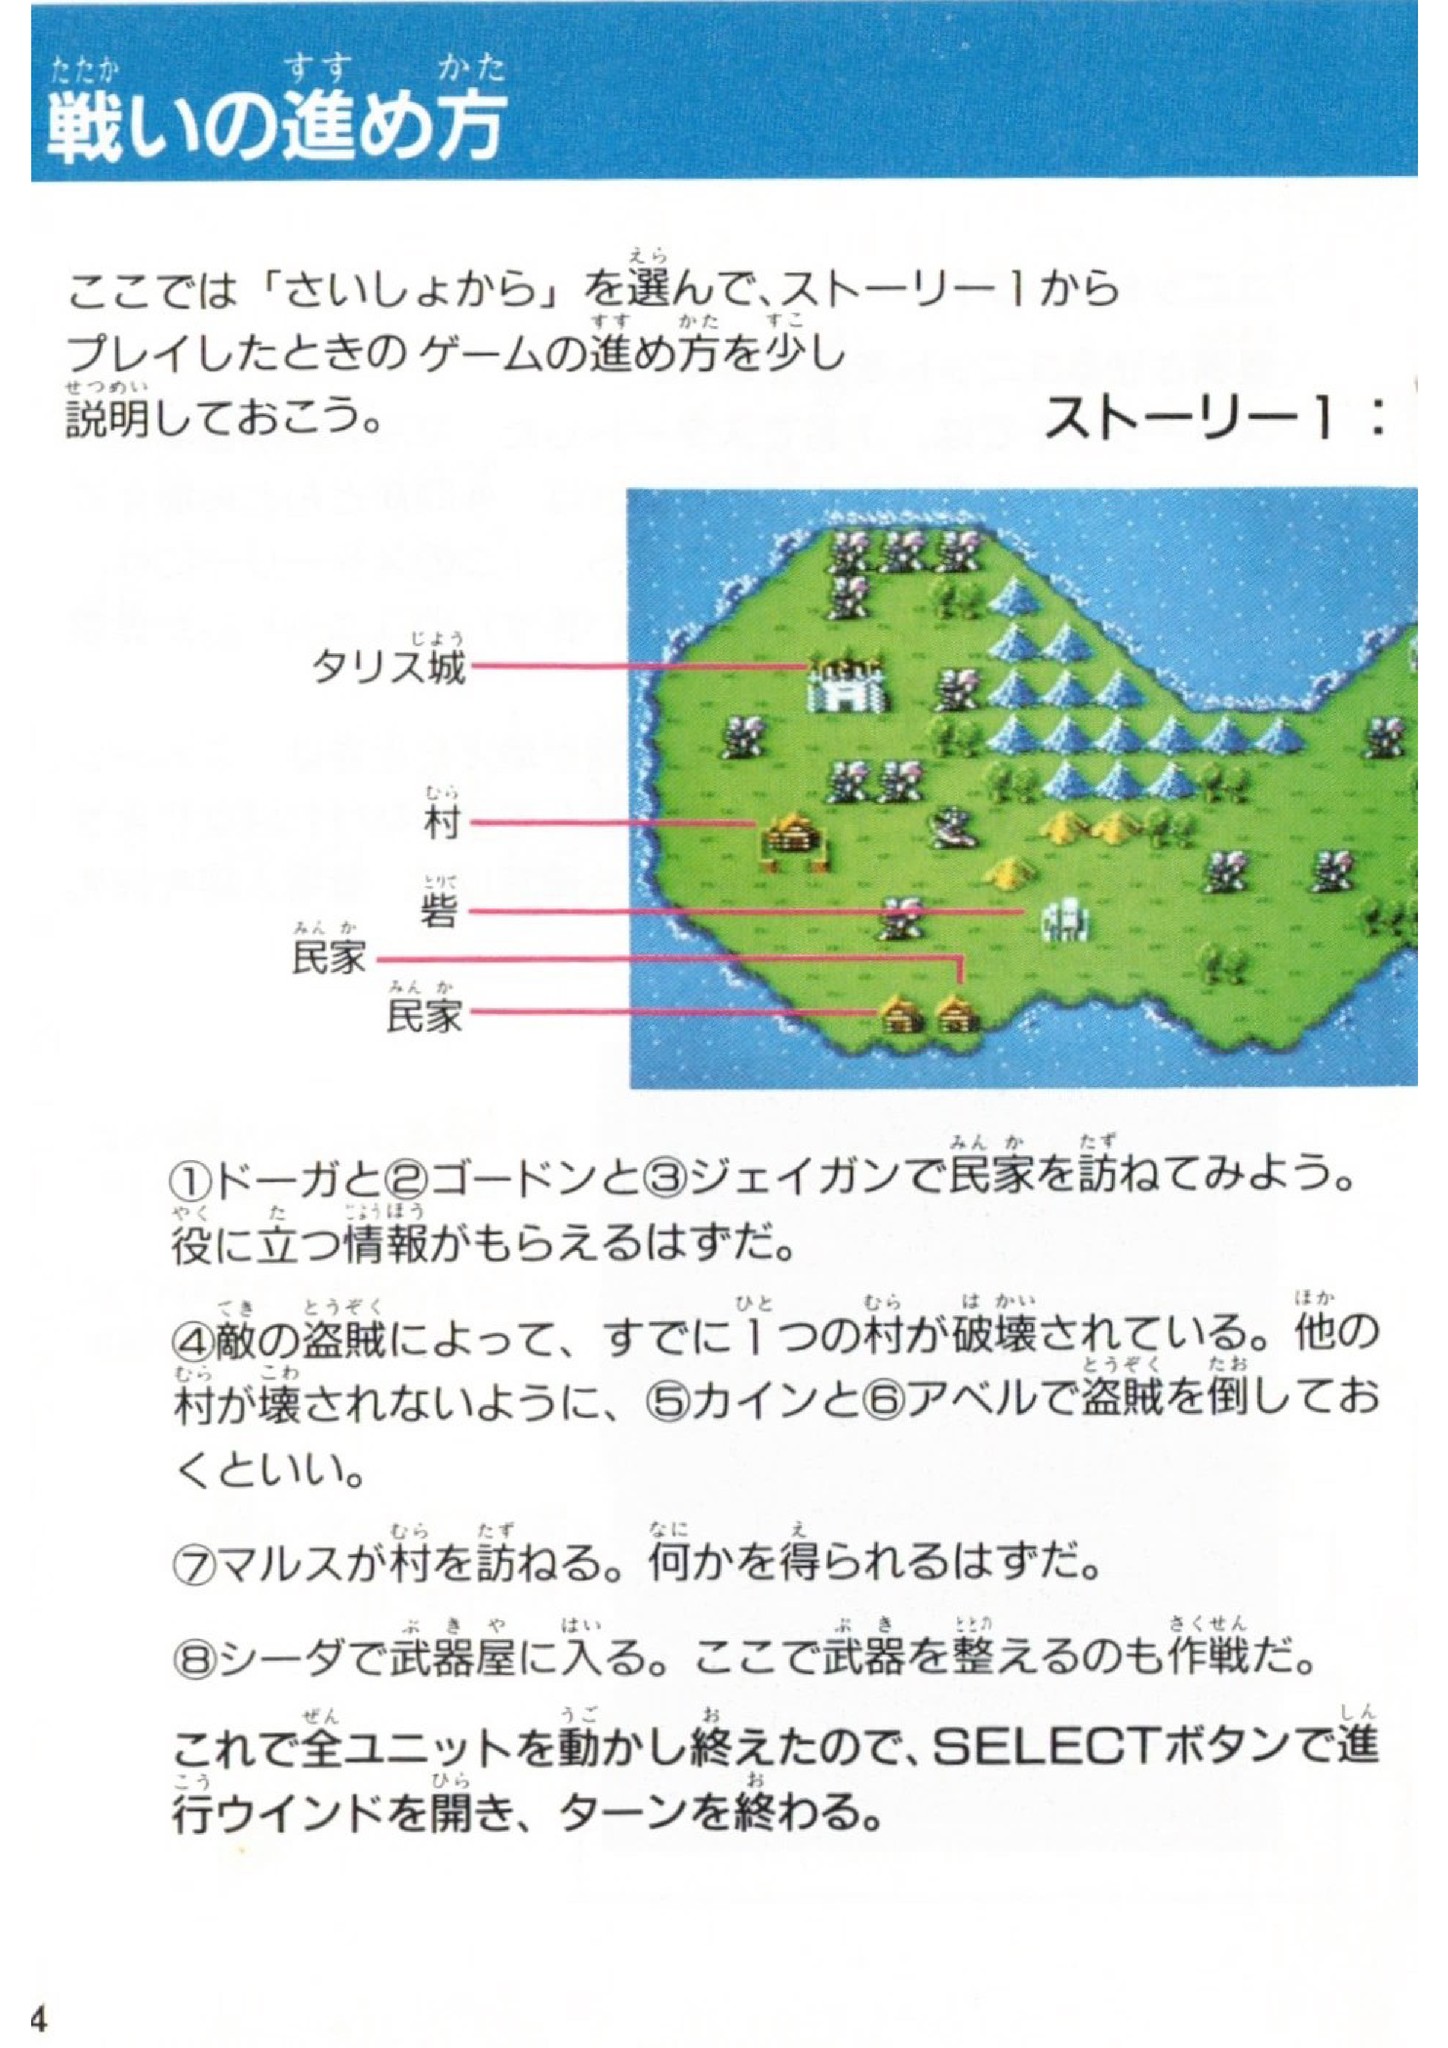 戦いの進め方
ここでは「さいしょから」を選んで、ストーリー1から
プレイしたときのゲームの進め方を少し
説明しておこう。
ストーリー1：
タリス城
村
砦
民家
民家
①ドーガと②ゴードンと③ジェイガンで民家を訪ねてみよう。
役に立つ情報がもらえるはずだ。
④敵の盗賊によって、すでに1つの村が破壊されている。他の
村が壊されないように、⑤カインと⑥アベルで盗賊を倒してお
くといい。
⑦マルスが村を訪ねる。何かを得られるはずだ。
⑧シーダで武器屋に入る。ここで武器を整えるのも作戦だ。
これで全ユニットを動かし終えたので、SELECTボタンで進
行ウインドを開き、ターンを終わる。
4